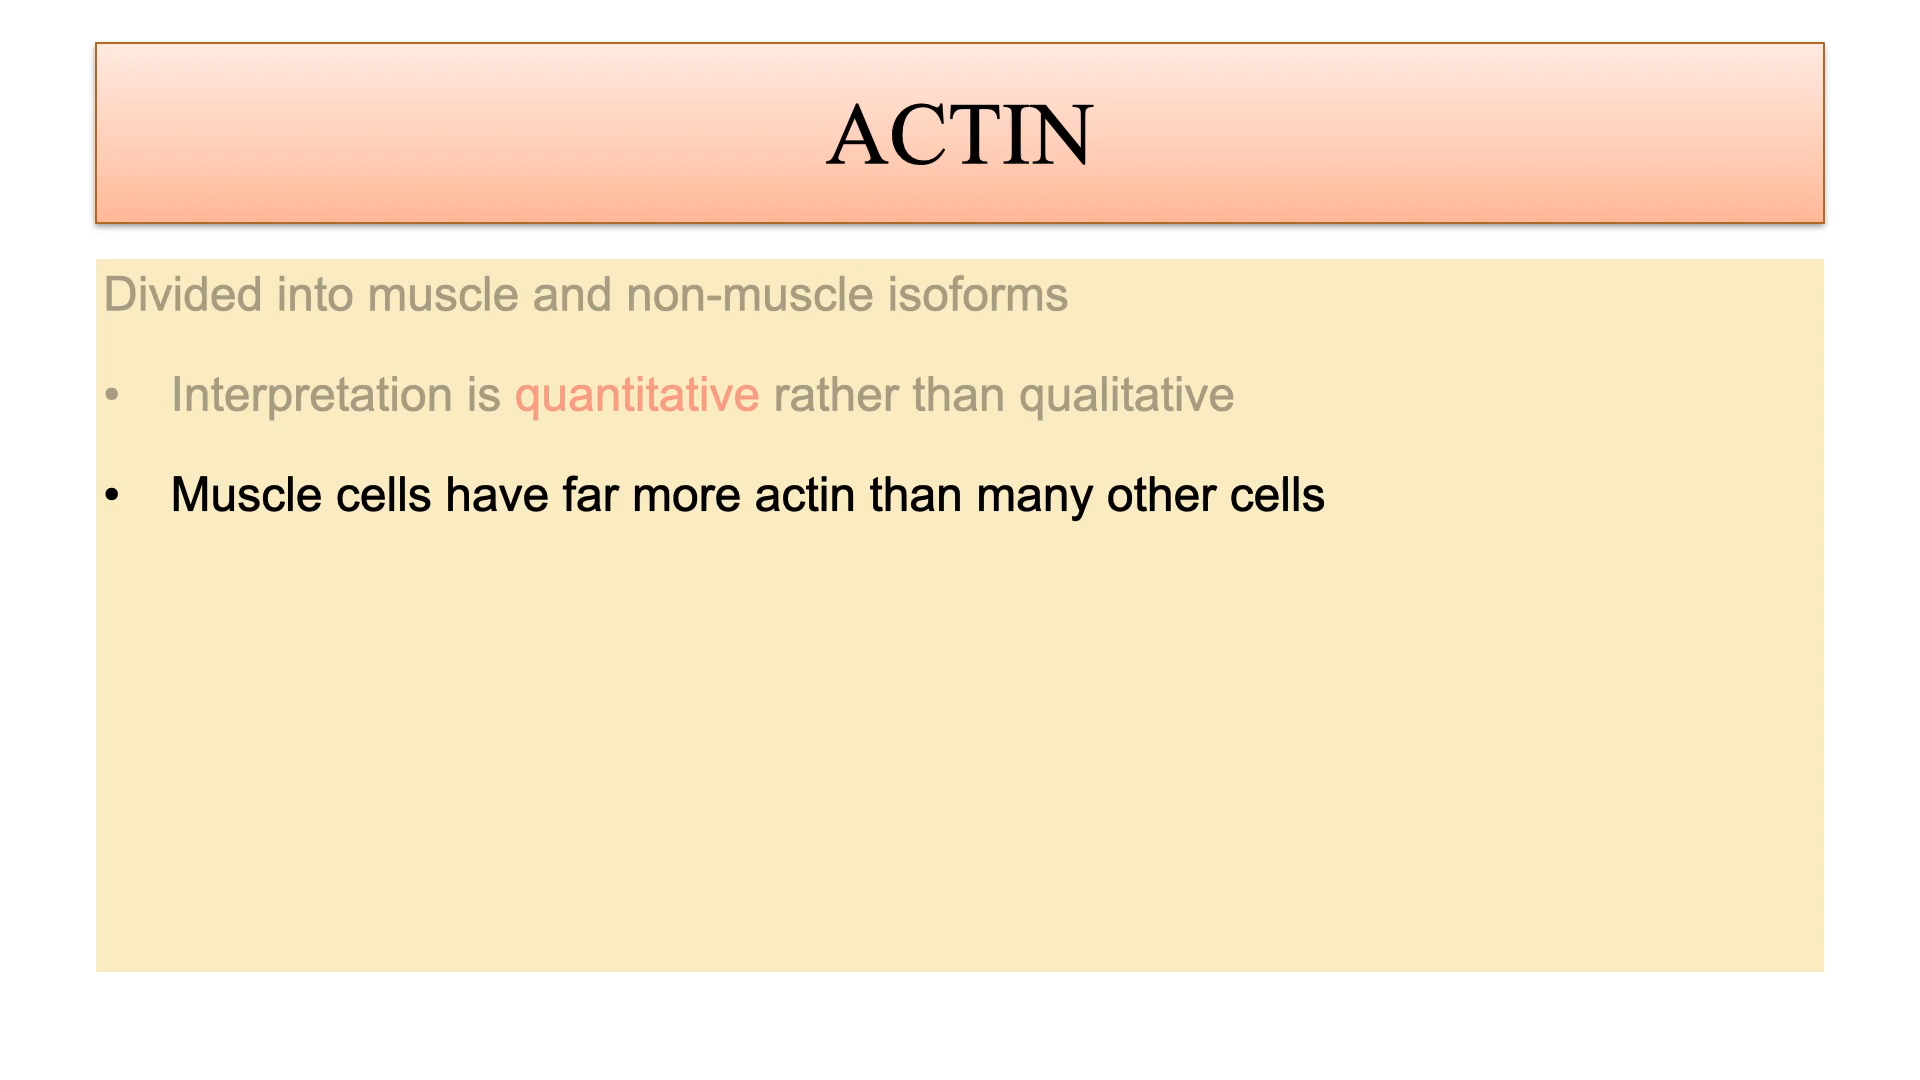 ACTIN
Divided into muscle and non-muscle isoforms
• Interpretation is quantitative rather than qualitative
• Muscle cells have far more actin than many other cells